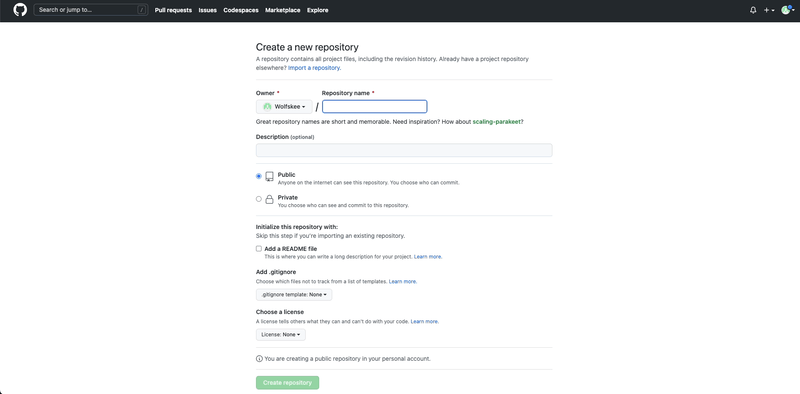 Search or jump to... / Pull requests Issues Codespaces Marketplace Explore
Create a new repository
A repository contains all project files, including the revision history. Already have a project repository
elsewhere? Import a repository.
Owner * Repository name *
Wolfskee /
Great repository names are short and memorable. Need inspiration? How about scaling-parakeet?
Description (optional)
Public
Anyone on the internet can see this repository. You choose who can commit.
Private
You choose who can see and commit to this repository.
Initialize this repository with:
Skip this step if you're importing an existing repository.
Add a README file
This is where you can write a long description for your project. Learn more.
Add .gitignore
Choose which files not to track from a list of templates. Learn more.
.gitignore template: None
Choose a license
A license tells others what they can and can't do with your code. Learn more.
License: None
You are creating a public repository in your personal account.
Create repository